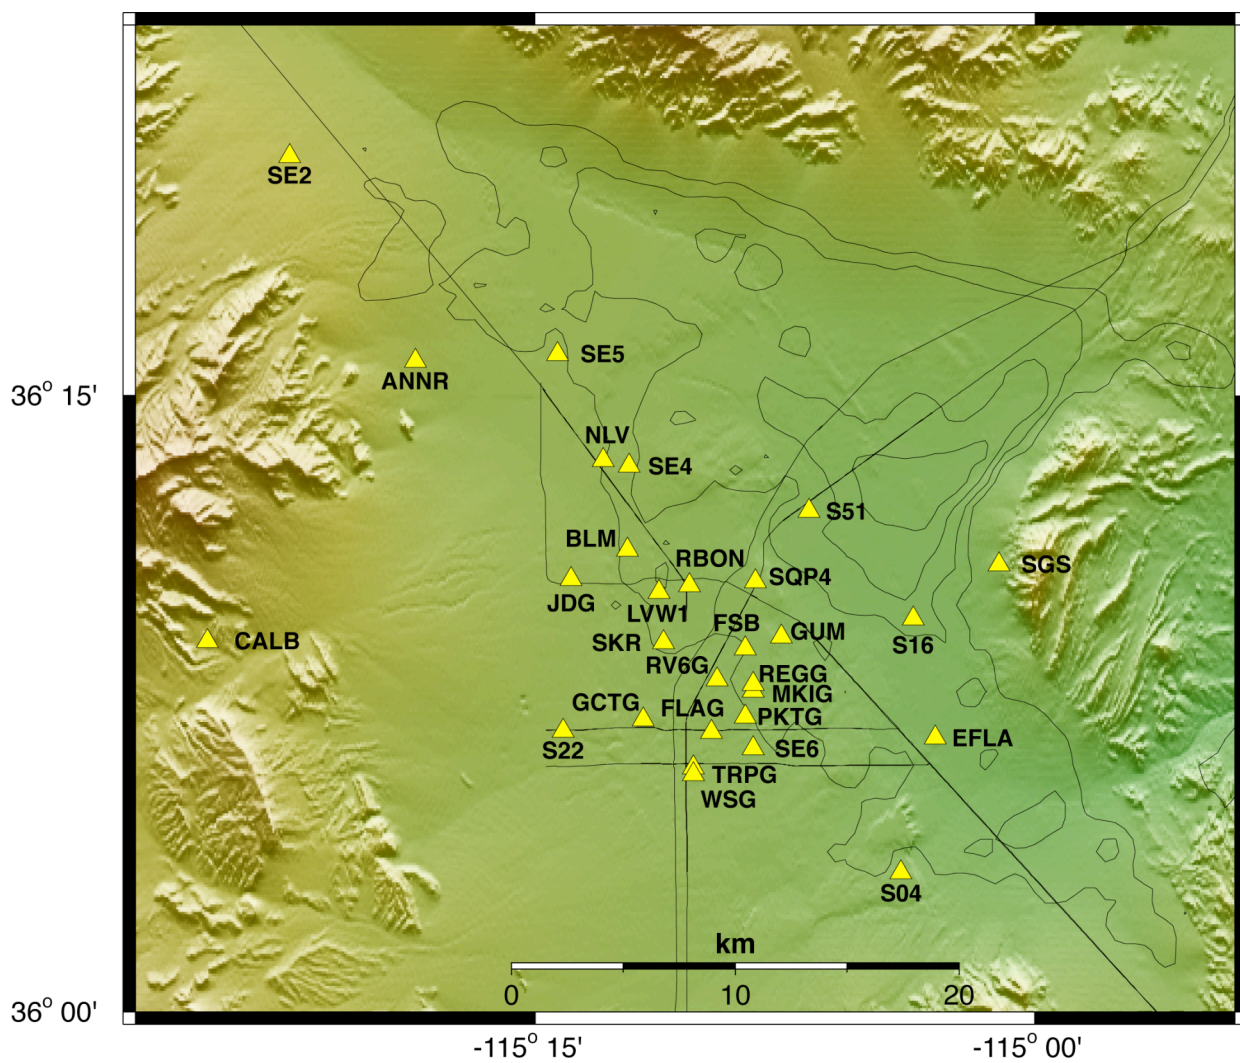 SE2
SE5
ANNR
36° 15'
NLV
SE4
S51
BLM
RBON
SGS
SQP4
JDG
LVW1
FSB
GUM
SKR
CALB
S16
RV6G
REGG
MKIG
GCTG
FLAG
PKTG
EFLA
S22
SE6
TRPG
WSG
S04
km
0 10 20
36° 00'
-115° 15' -115° 00'